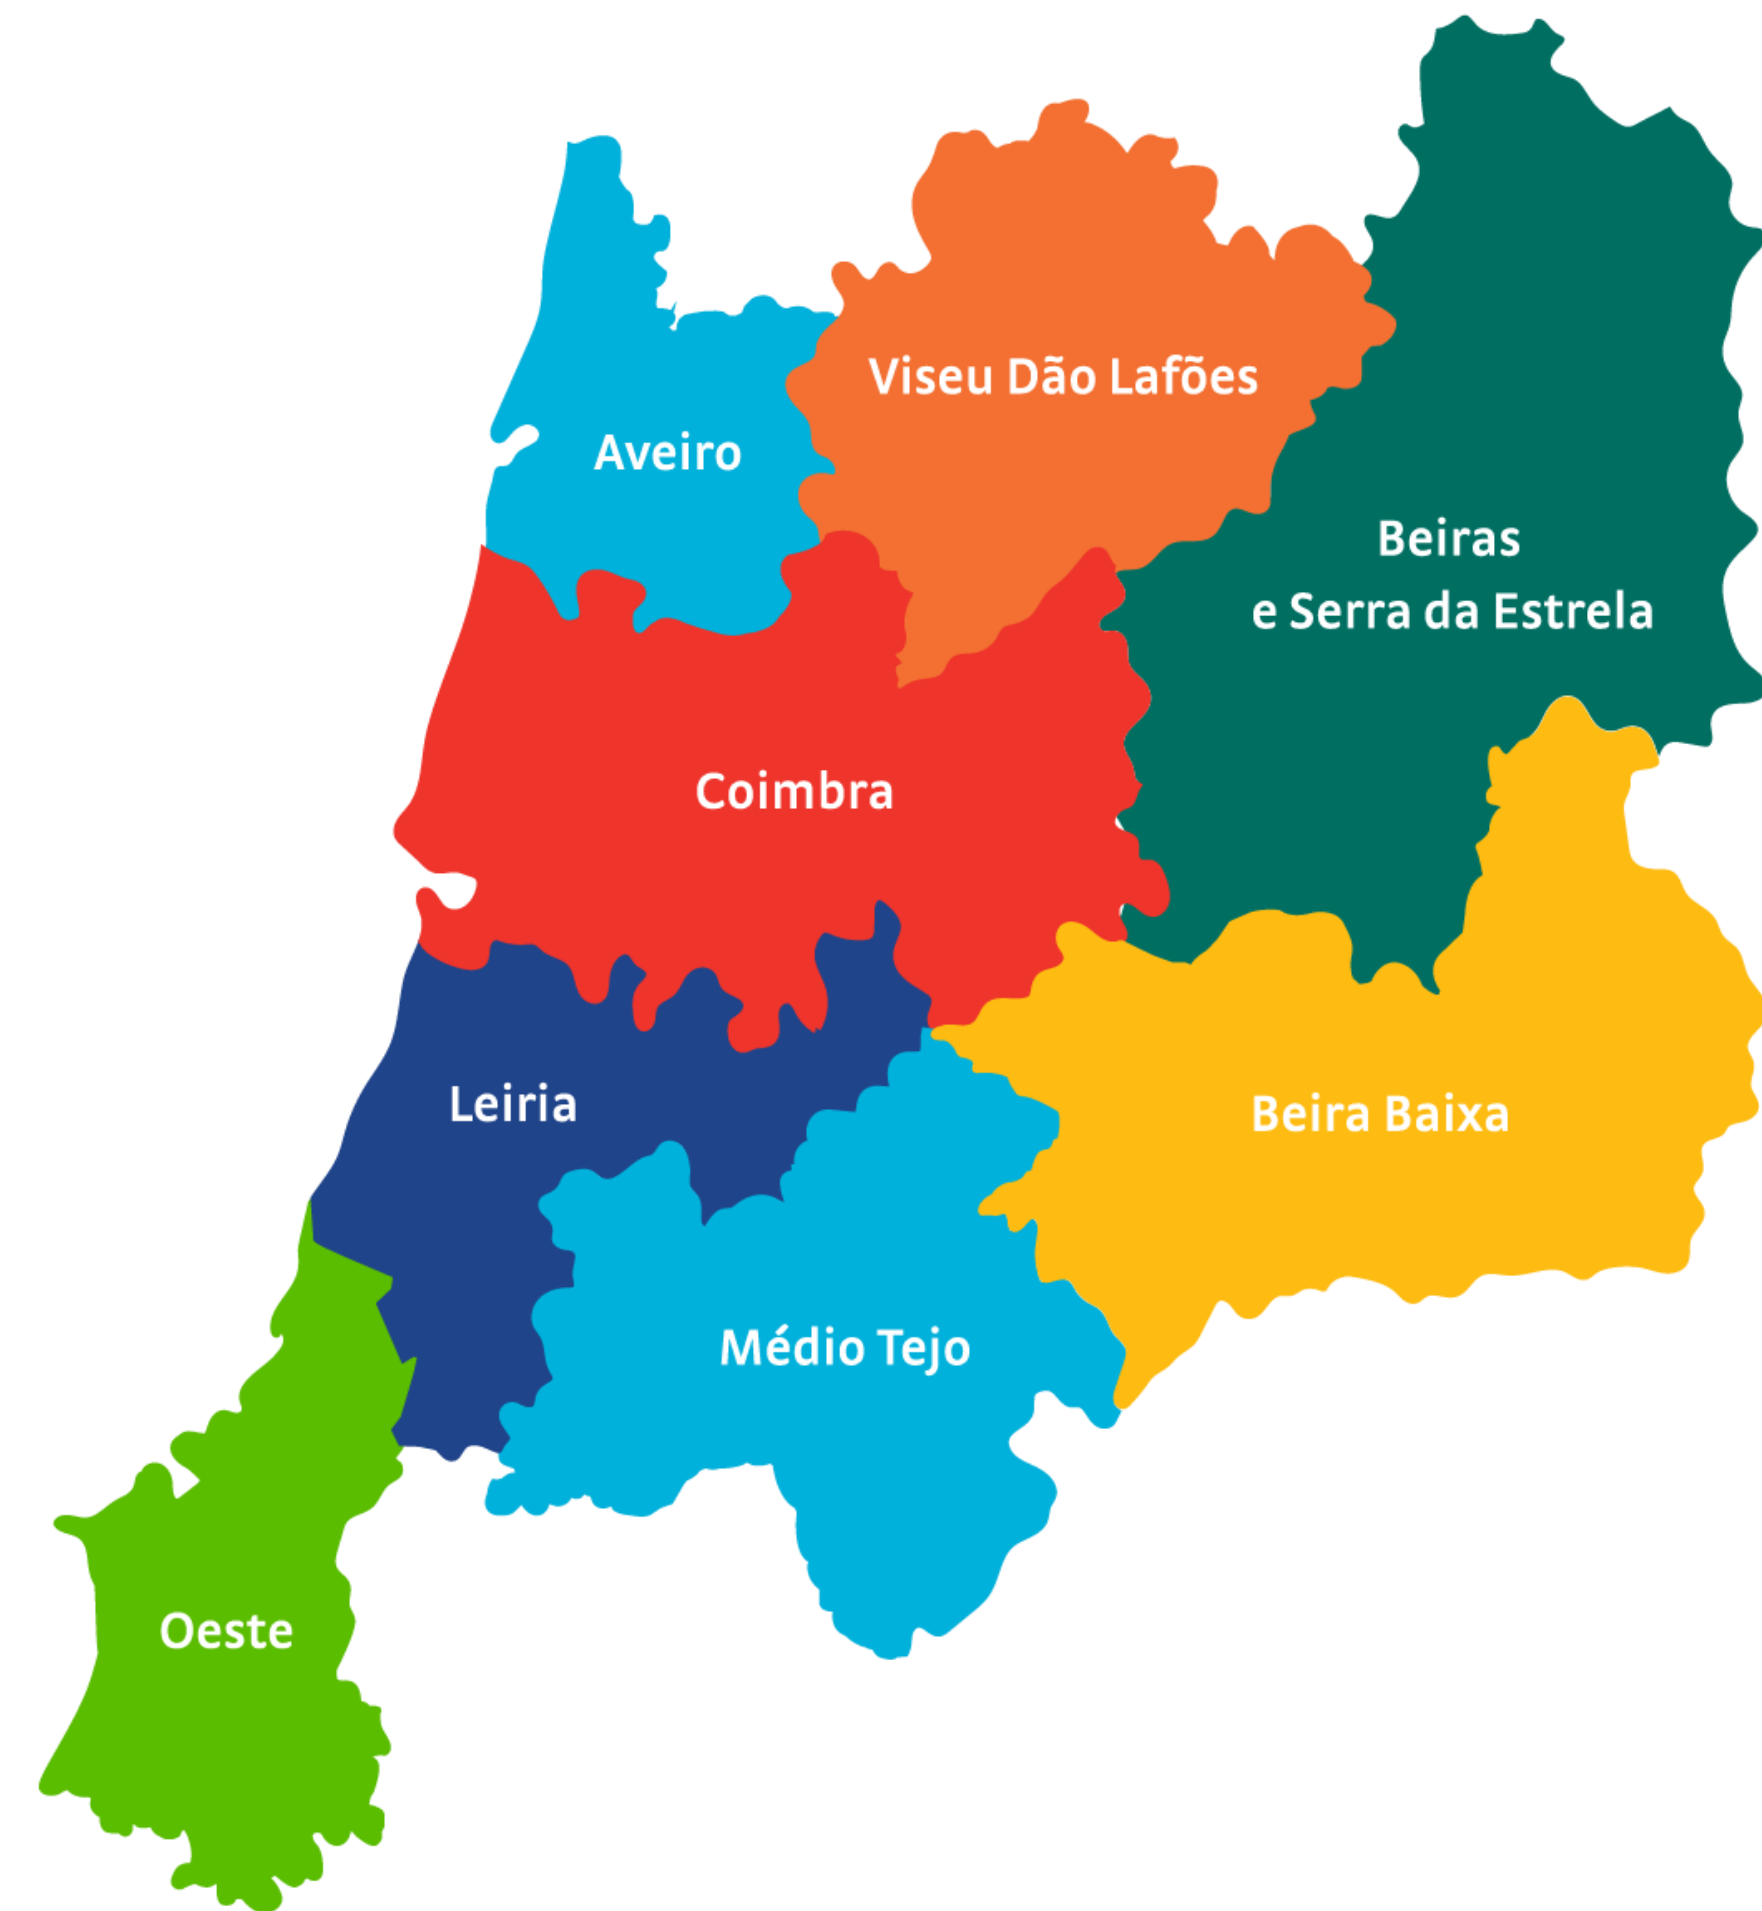 Viseu Dão Lafões
Aveiro
Beiras
e Serra da Estrela
Coimbra
Leiria
Beira Baixa
Médio Tejo
Oeste